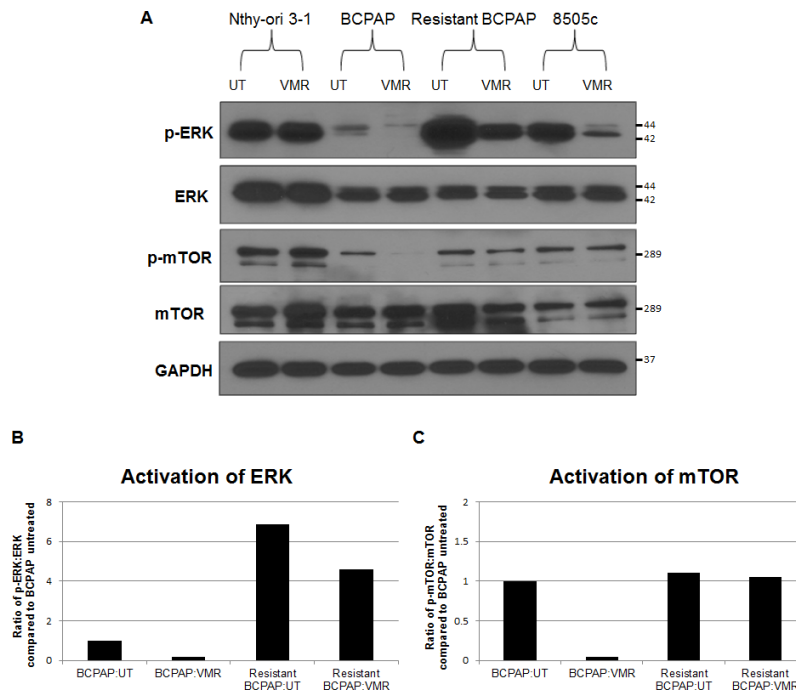 A
Nthy-ori 3-1 BCPAP Resistant BCPAP 8505c
UT VMR UT VMR UT VMR UT VMR
p-ERK 44
42
ERK 44
42
p-mTOR 289
mTOR 289
GAPDH 37
B
Activation of ERK
Ratio of p-ERK:ERK
compared to BCPAP untreated
8
6
4
2
0
BCPAP:UT BCPAP:VMR Resistant BCPAP:UT Resistant BCPAP:VMR
C
Activation of mTOR
Ratio of p-mTOR:mTOR
compared to BCPAP untreated
2
1.5
1
0.5
0
BCPAP:UT BCPAP:VMR Resistant BCPAP:UT Resistant BCPAP:VMR